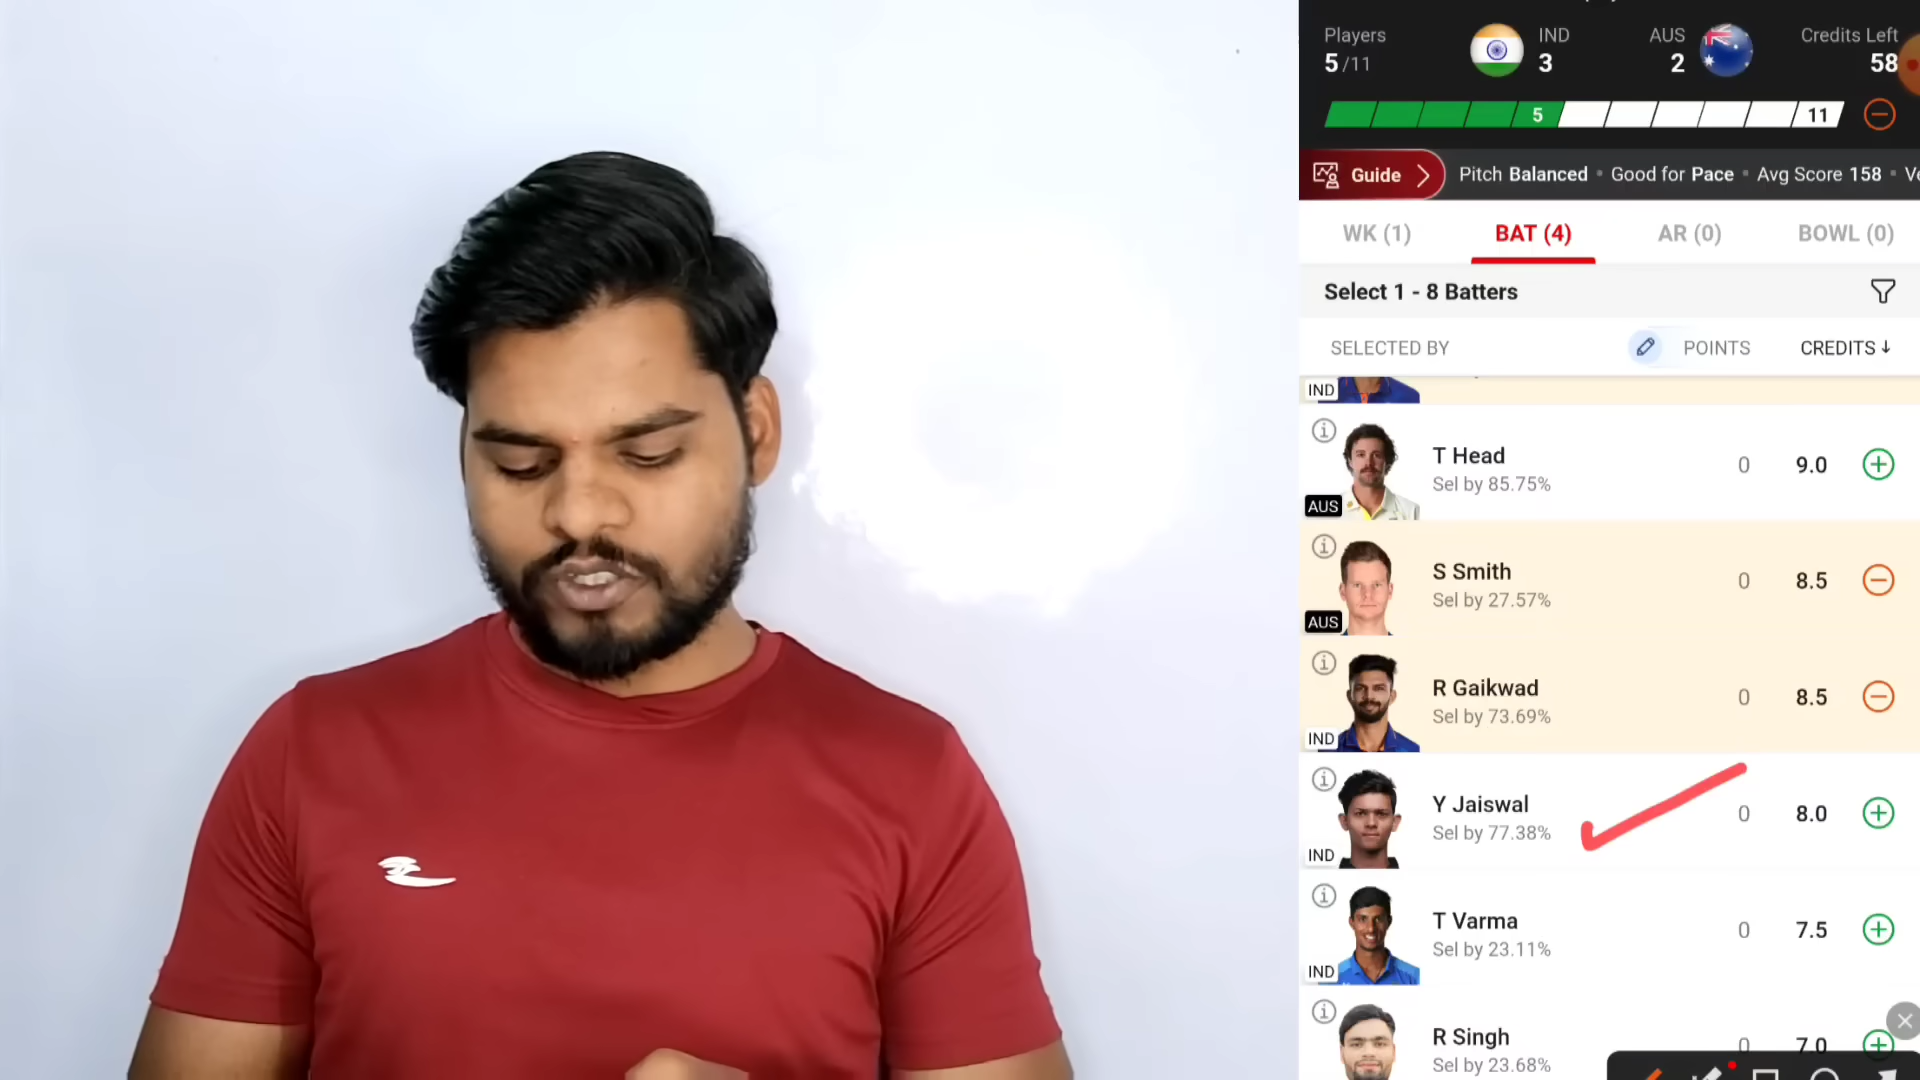 Players
5 /11
IND
3
AUS
2
Credits Left
58
5
11
Guide
Pitch Balanced • Good for Pace • Avg Score 158 •
WK (1)
BAT (4)
AR (0)
BOWL (0)
Select 1 - 8 Batters
SELECTED BY
POINTS
CREDITS ↓
IND
T Head
Sel by 85.75%
0
9.0
AUS
S Smith
Sel by 27.57%
0
8.5
AUS
R Gaikwad
Sel by 73.69%
0
8.5
IND
Y Jaiswal
Sel by 77.38%
0
8.0
IND
T Varma
Sel by 23.11%
0
7.5
IND
R Singh
Sel by 23.68%
0
7.0